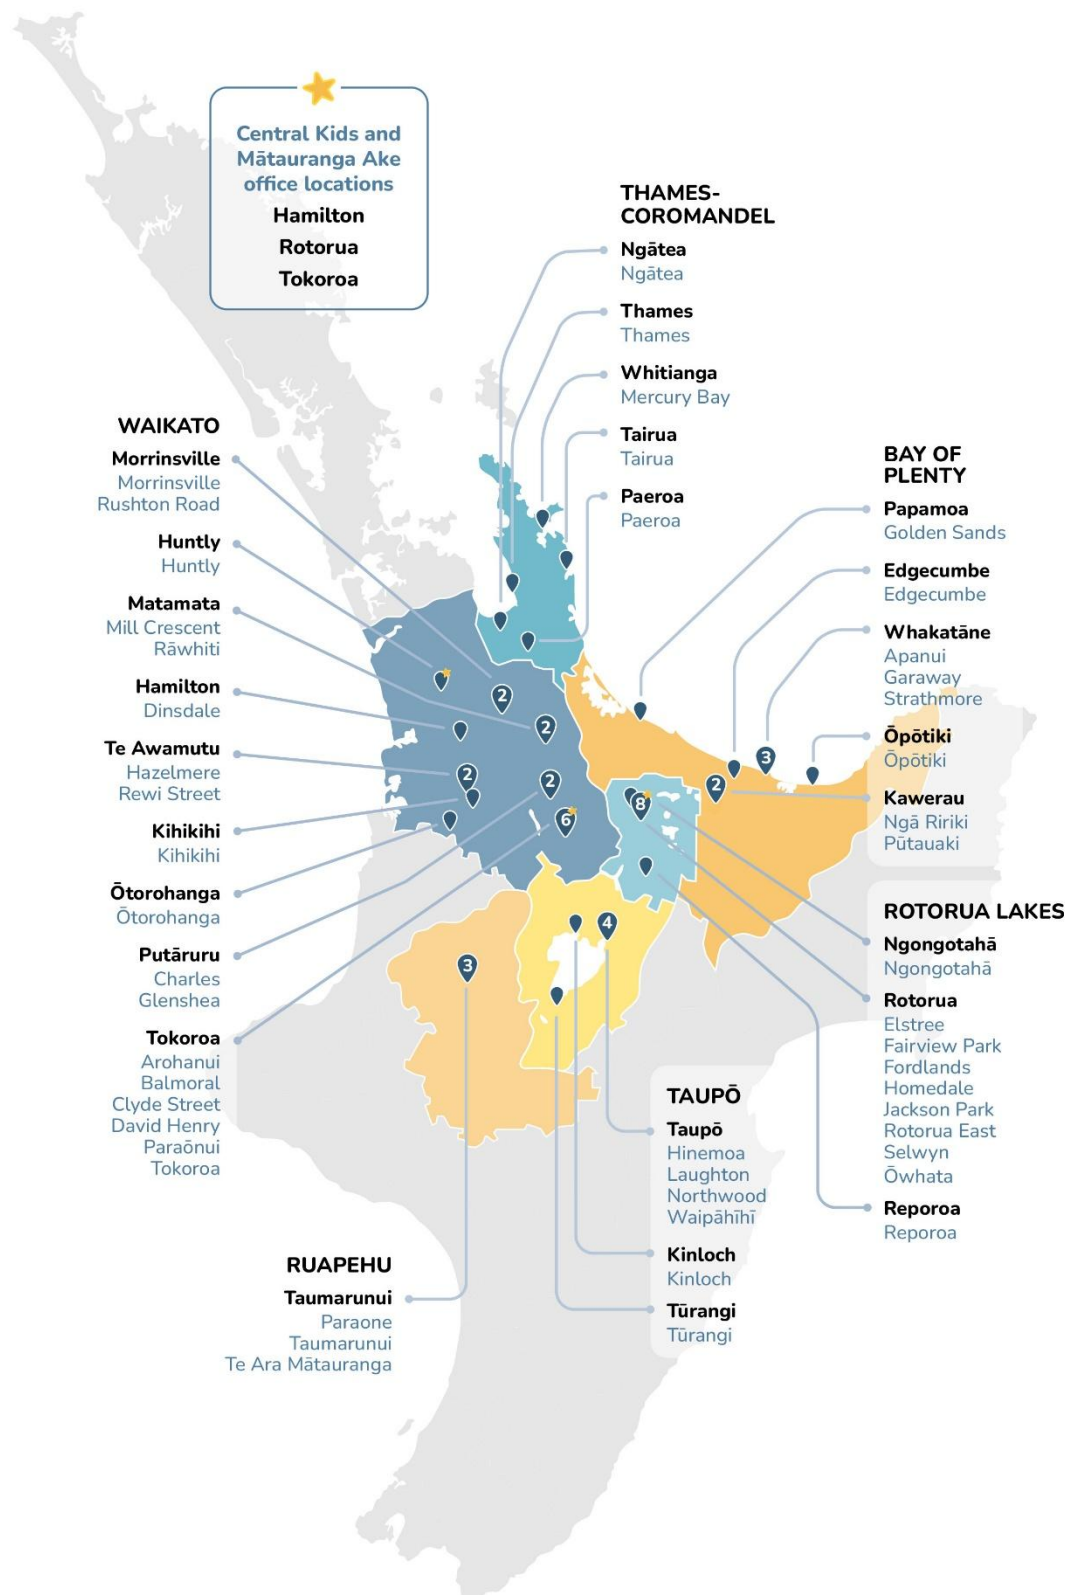 Central Kids and
Mātauranga Ake
office locations
Hamilton
Rotorua
Tokoroa
THAMES-
COROMANDEL
Ngātea
Ngātea
Thames
Thames
Whitianga
Mercury Bay
Tairua
Tairua
Paeroa
Paeroa
WAIKATO
Morrinsville
Morrinsville
Rushton Road
Huntly
Huntly
Matamata
Mill Crescent
Rāwhiti
Hamilton
Dinsdale
Te Awamutu
Hazelmere
Rewi Street
Kihikihi
Kihikihi
Ōtorohanga
Ōtorohanga
Putāruru
Charles
Glenshea
Tokoroa
Arohanui
Balmoral
Clyde Street
David Henry
Paraōnui
Tokoroa
BAY OF
PLENTY
Papamoa
Golden Sands
Edgecumbe
Edgecumbe
Whakatāne
Apanui
Garaway
Strathmore
Ōpōtiki
Ōpōtiki
Kawerau
Ngā Ririki
Pūtauaki
ROTORUA LAKES
Ngongotahā
Ngongotahā
Rotorua
Elstree
Fairview Park
Fordlands
Homedale
Jackson Park
Rotorua East
Selwyn
Ōwhata
Reporoa
Reporoa
TAUPŌ
Taupō
Hinemoa
Laughton
Northwood
Waipāhīhī
Kinloch
Kinloch
Tūrangi
Tūrangi
RUAPEHU
Taumarunui
Paraone
Taumarunui
Te Ara Mātauranga
2
2
2
2
6
8
3
2
4
3